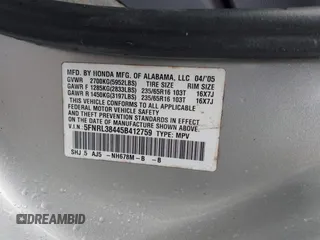 MFD. BY HONDA MFG. OF ALABAMA, LLC 04/'05
GVWR 2700KG(5952LBS) TIRE SIZE RIM SIZE
GAWR F 1285KG(2833LBS) 235/65R16 103T 16X7J
GAWR R 1450KG(3197LBS) 235/65R16 103T 16X7J
THIS VEHICLE CONFORMS TO ALL APPLICABLE FEDERAL MOTOR VEHICLE SAFETY AND THEFT PREVENTION STANDARDS IN EFFECT ON THE DATE OF MANUFACTURE SHOWN ABOVE.
V.I.N.: 5FNRL38445B412759 TYPE: MPV
SHJ 5 AJ5 -NH678M-B -B
DREAMBID.COM